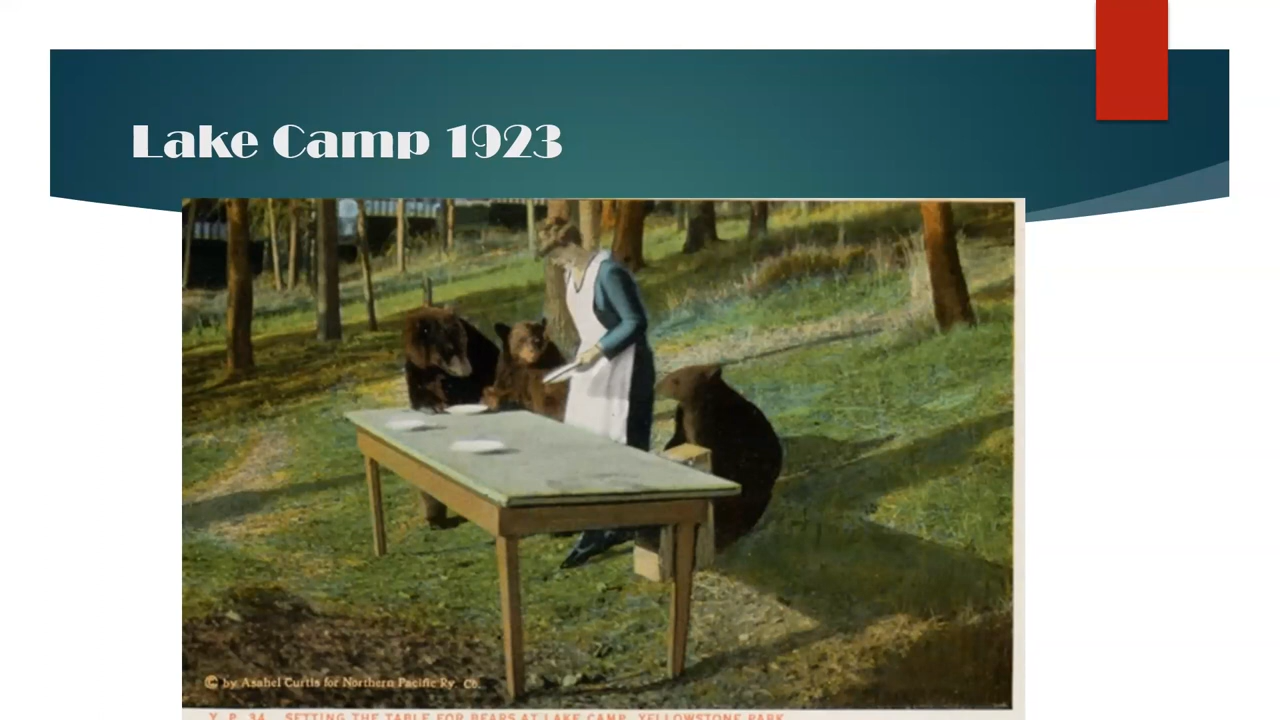 Lake Camp 1923
© by Asahel Curtis for Northern Pacific Ry. Co.
Y. P. 34 SETTING THE TABLE FOR BEARS AT LAKE CAMP, YELLOWSTONE PARK